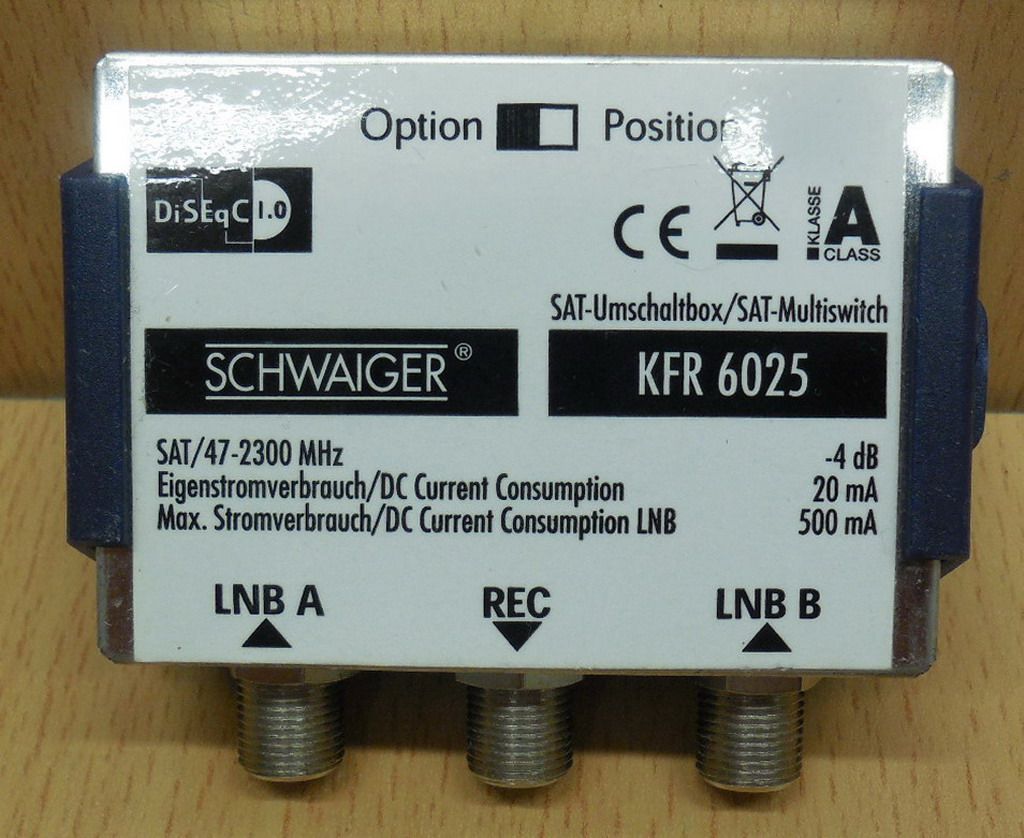 Option Position
DiSEqC 1.0
CE
KLASSE
A
CLASS
SAT-Umschaltbox/SAT-Multiswitch
SCHWAIGER®
KFR 6025
SAT/47-2300 MHz -4 dB
Eigenstromverbrauch/DC Current Consumption 20 mA
Max. Stromverbrauch/DC Current Consumption LNB 500 mA
LNB A REC LNB B